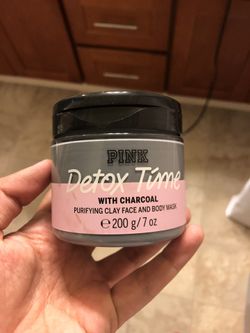 PINK
Detox Time
WITH CHARCOAL
PURIFYING CLAY FACE AND BODY MASK
℮ 200 g/7 oz